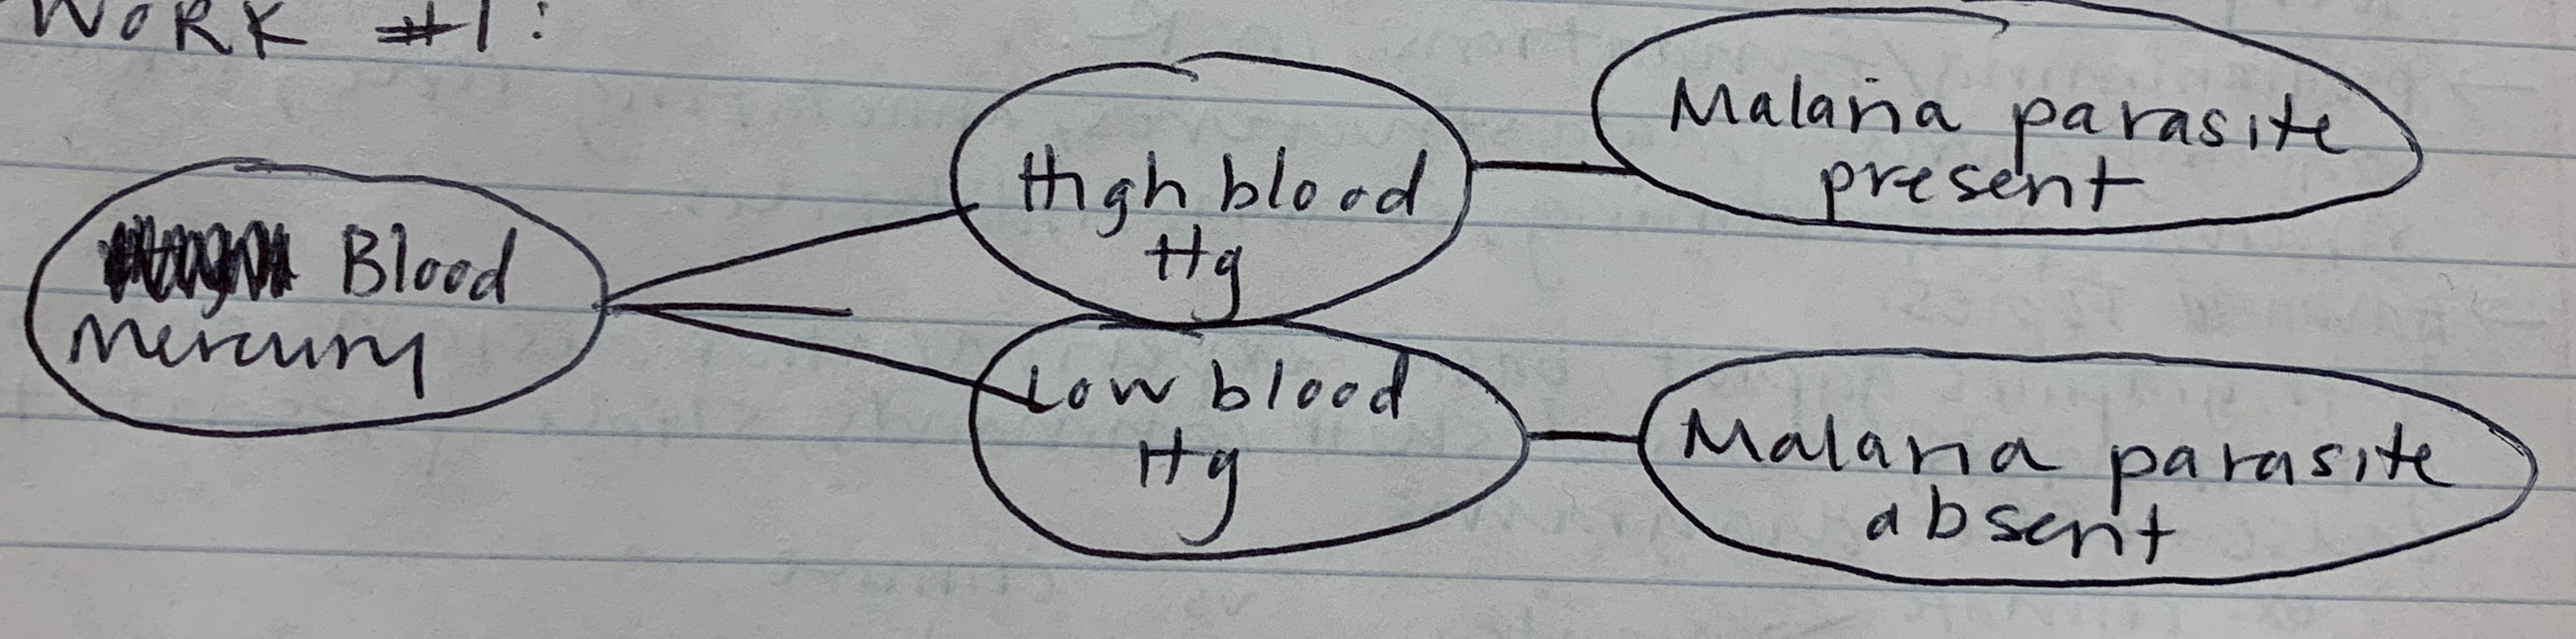 WORK #1:
Blood
Mercury
High blood
Hg
Low blood
Hg
Malaria parasite
present
Malaria parasite
absent